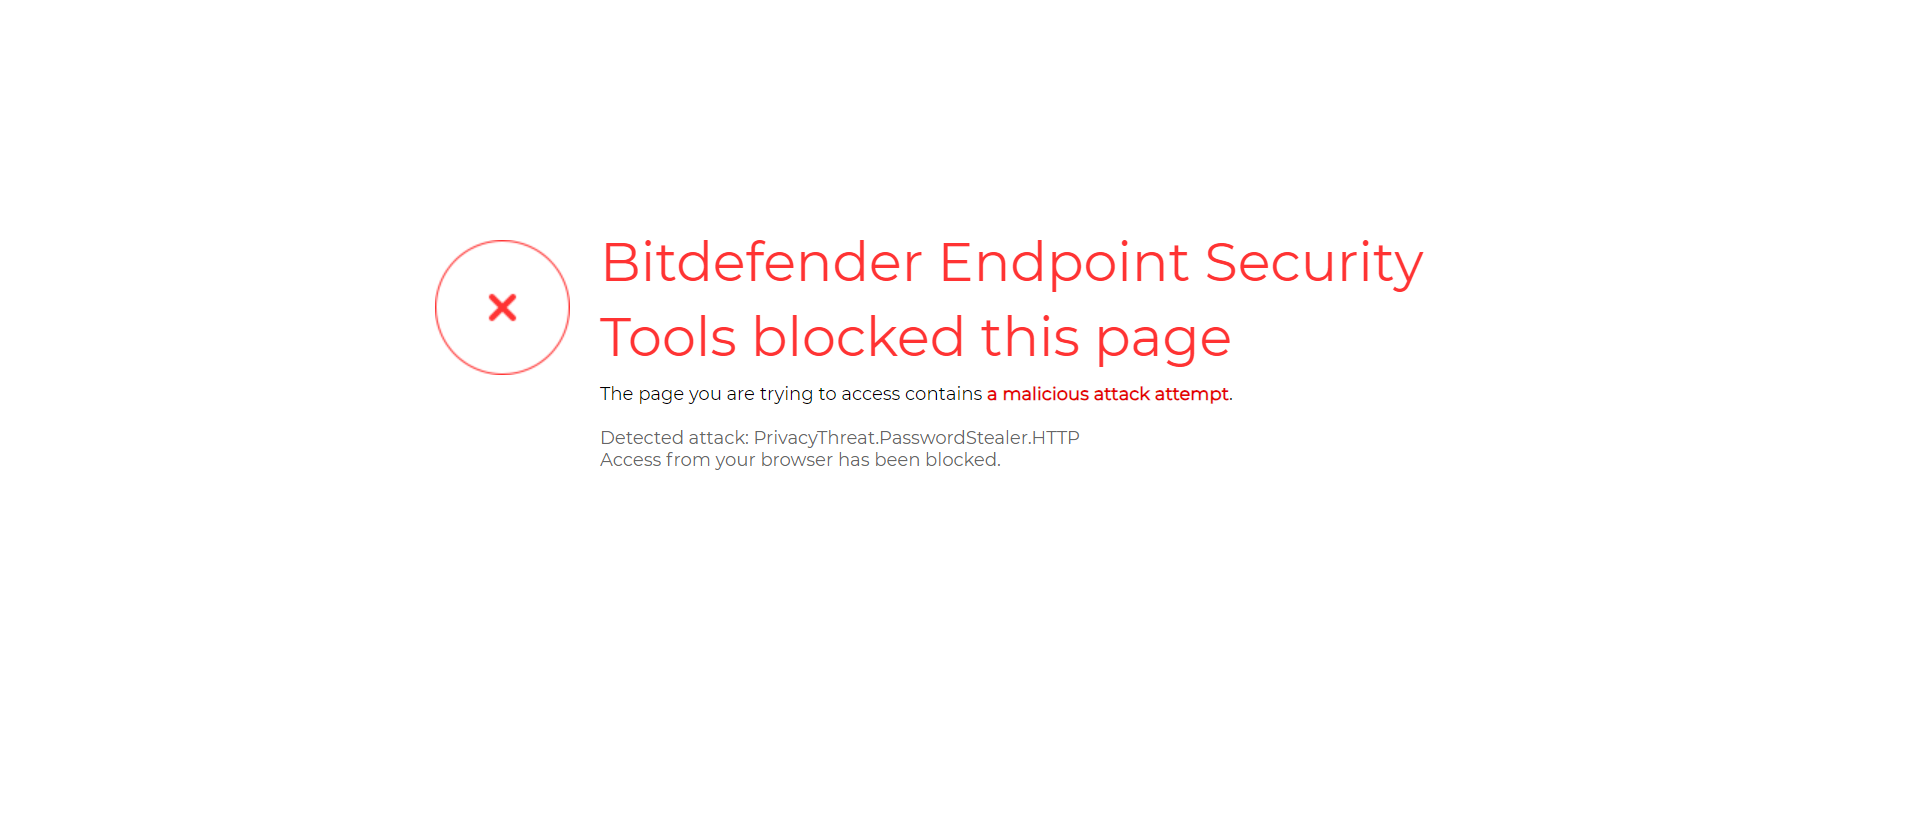 Bitdefender Endpoint Security
Tools blocked this page
The page you are trying to access contains a malicious attack attempt.
Detected attack: PrivacyThreat.PasswordStealer.HTTP
Access from your browser has been blocked.